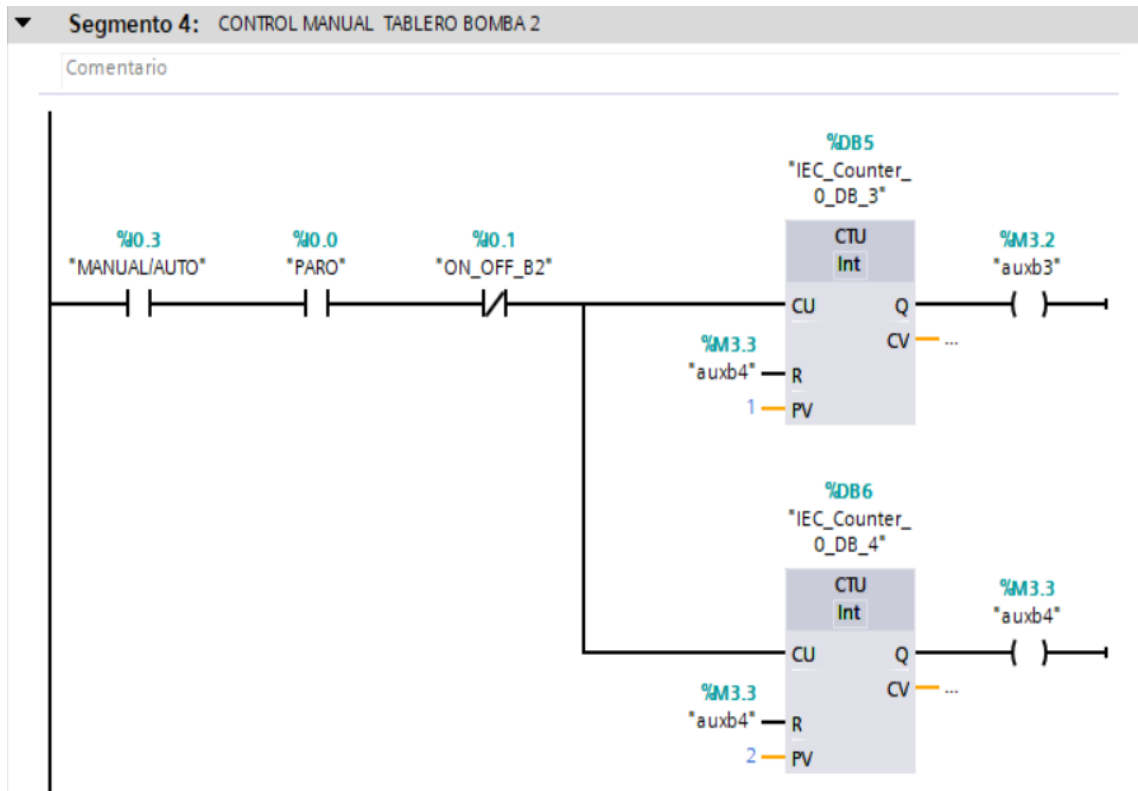 Segmento 4: CONTROL MANUAL TABLERO BOMBA 2
Comentario
%DB5
"IEC_Counter_
0_DB_3"
%I0.3
"MANUAL/AUTO"
%I0.0
"PARO"
%I0.1
"ON_OFF_B2"
CTU
Int
%M3.2
"auxb3"
CU
Q
CV
...
%M3.3
"auxb4"
R
1
PV
%DB6
"IEC_Counter_
0_DB_4"
CTU
Int
%M3.3
"auxb4"
CU
Q
CV
...
%M3.3
"auxb4"
R
2
PV